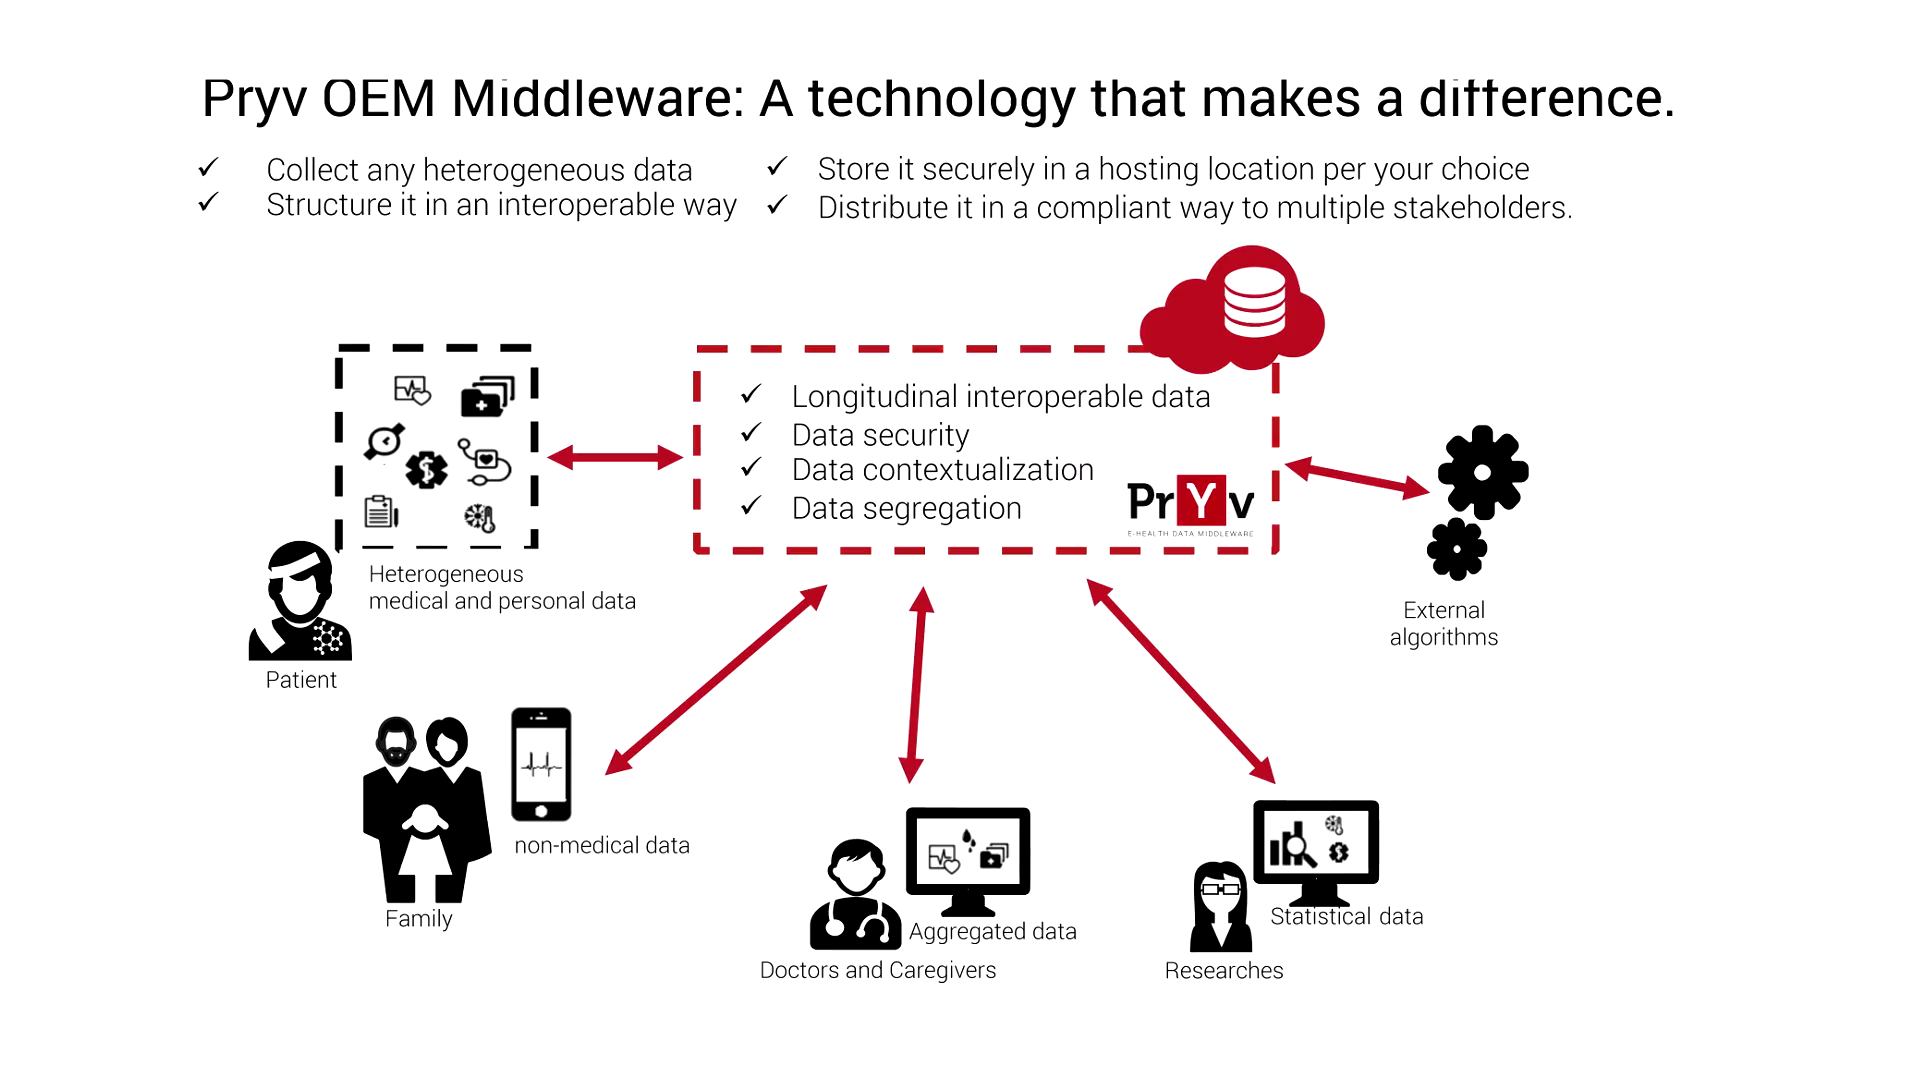 Pryv OEM Middleware: A technology that makes a difference.
✓ Collect any heterogeneous data
✓ Structure it in an interoperable way
✓ Store it securely in a hosting location per your choice
✓ Distribute it in a compliant way to multiple stakeholders.
✓ Longitudinal interoperable data
✓ Data security
✓ Data contextualization
✓ Data segregation
PrYv
E-HEALTH DATA MIDDLEWARE
Heterogeneous
medical and personal data
Patient
External
algorithms
non-medical data
Family
Aggregated data
Doctors and Caregivers
Statistical data
Researches